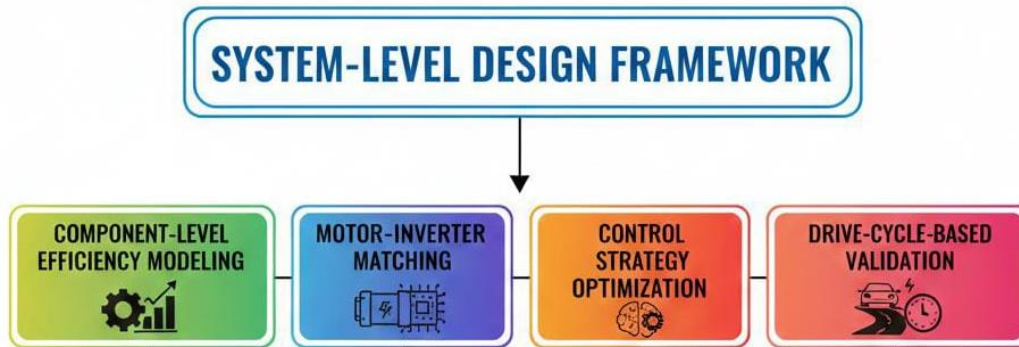 SYSTEM-LEVEL DESIGN FRAMEWORK
COMPONENT-LEVEL
EFFICIENCY MODELING
MOTOR-INVERTER
MATCHING
CONTROL
STRATEGY
OPTIMIZATION
DRIVE-CYCLE-BASED
VALIDATION